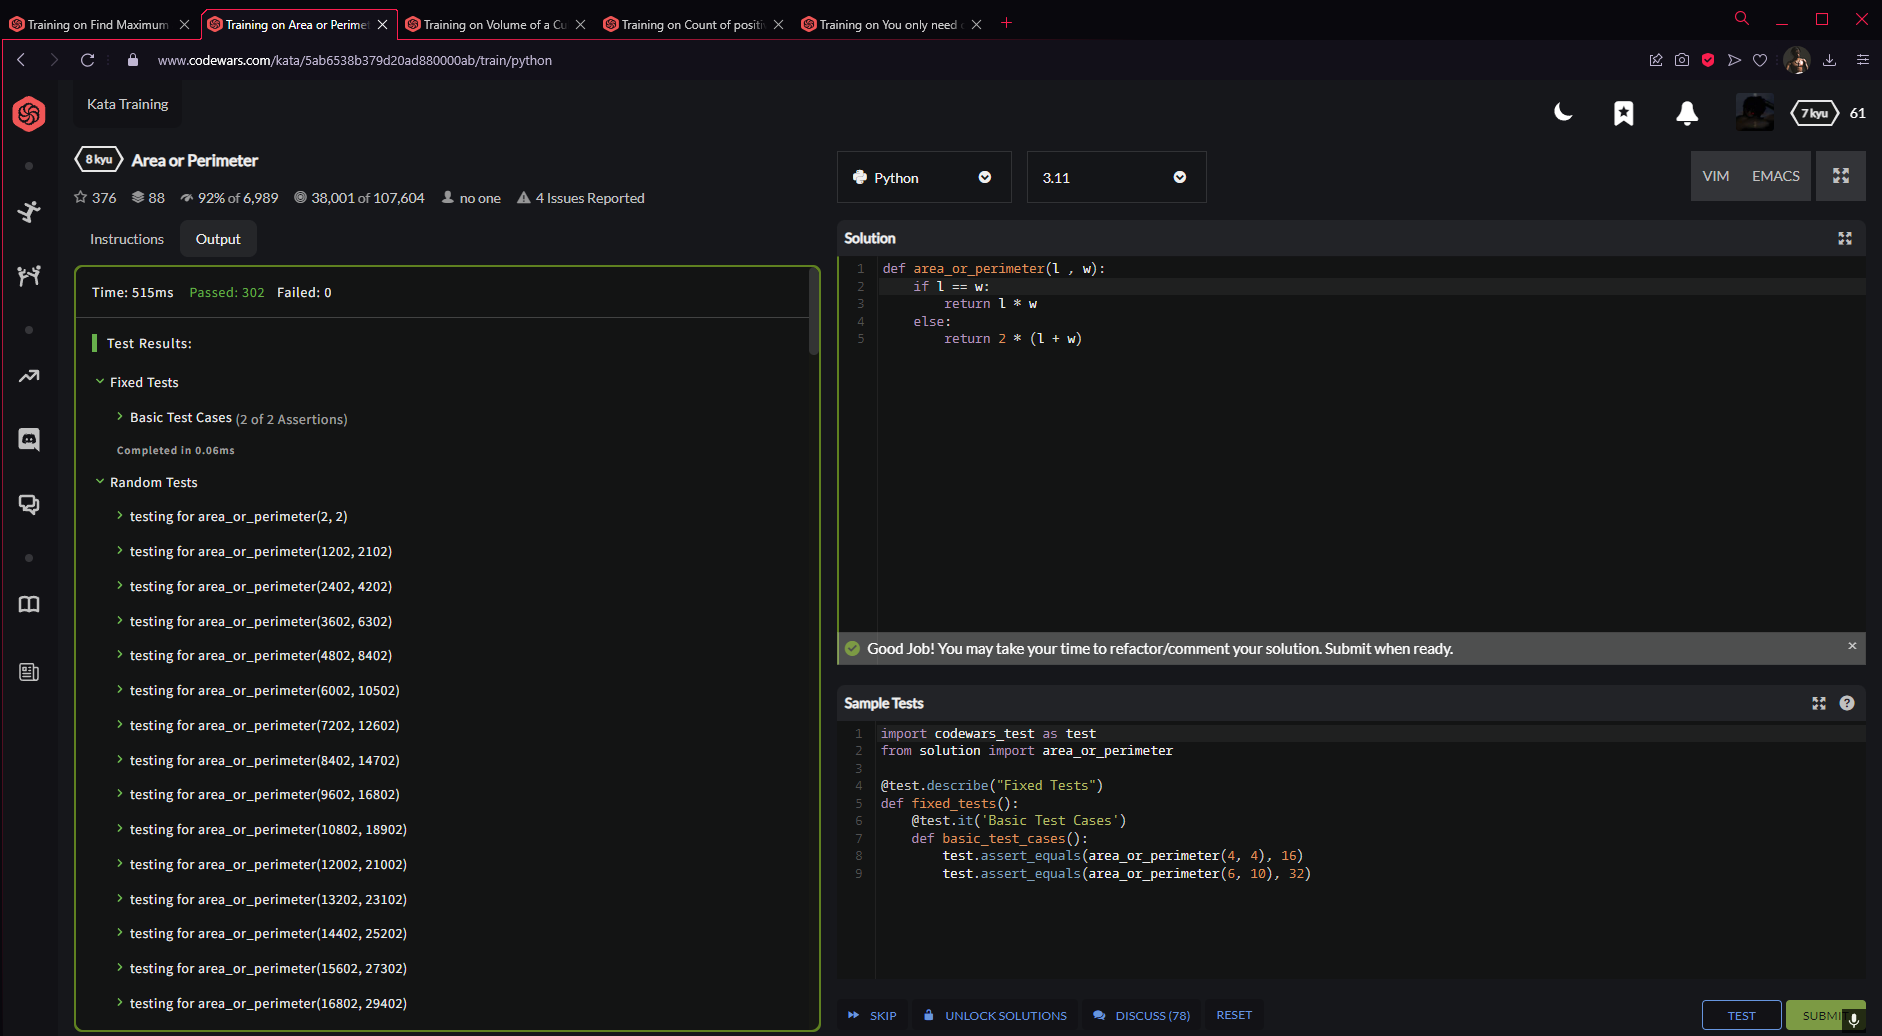 Training on Find Maximum
Training on Area or Perimet
Training on Volume of a Cu
Training on Count of positi
Training on You only need
www.codewars.com/kata/5ab6538b379d20ad880000ab/train/python
Kata Training
7 kyu 61
8 kyu Area or Perimeter
376 88 92% of 6,989 38,001 of 107,604 no one 4 Issues Reported
Instructions Output
Time: 515ms Passed: 302 Failed: 0
Test Results:
Fixed Tests
Basic Test Cases (2 of 2 Assertions)
Completed in 0.06ms
Random Tests
testing for area_or_perimeter(2, 2)
testing for area_or_perimeter(1202, 2102)
testing for area_or_perimeter(2402, 4202)
testing for area_or_perimeter(3602, 6302)
testing for area_or_perimeter(4802, 8402)
testing for area_or_perimeter(6002, 10502)
testing for area_or_perimeter(7202, 12602)
testing for area_or_perimeter(8402, 14702)
testing for area_or_perimeter(9602, 16802)
testing for area_or_perimeter(10802, 18902)
testing for area_or_perimeter(12002, 21002)
testing for area_or_perimeter(13202, 23102)
testing for area_or_perimeter(14402, 25202)
testing for area_or_perimeter(15602, 27302)
testing for area_or_perimeter(16802, 29402)
Python 3.11 VIM EMACS
Solution
1 def area_or_perimeter(l , w):
2 if l == w:
3 return l * w
4 else:
5 return 2 * (l + w)
Good Job! You may take your time to refactor/comment your solution. Submit when ready.
Sample Tests
1 import codewars_test as test
2 from solution import area_or_perimeter
3
4 @test.describe("Fixed Tests")
5 def fixed_tests():
6 @test.it('Basic Test Cases')
7 def basic_test_cases():
8 test.assert_equals(area_or_perimeter(4, 4), 16)
9 test.assert_equals(area_or_perimeter(6, 10), 32)
SKIP UNLOCK SOLUTIONS DISCUSS (78) RESET TEST SUBMI